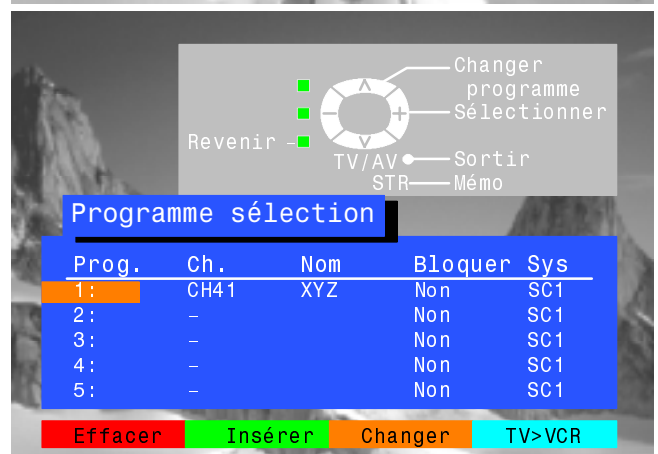 Changer
programme
Sélectionner
Revenir
TV/AV Sortir
STR Mémo
Programme sélection
Prog. Ch. Nom Bloquer Sys
1: CH41 XYZ Non SC1
2: – Non SC1
3: – Non SC1
4: – Non SC1
5: – Non SC1
Effacer Insérer Changer TV>VCR